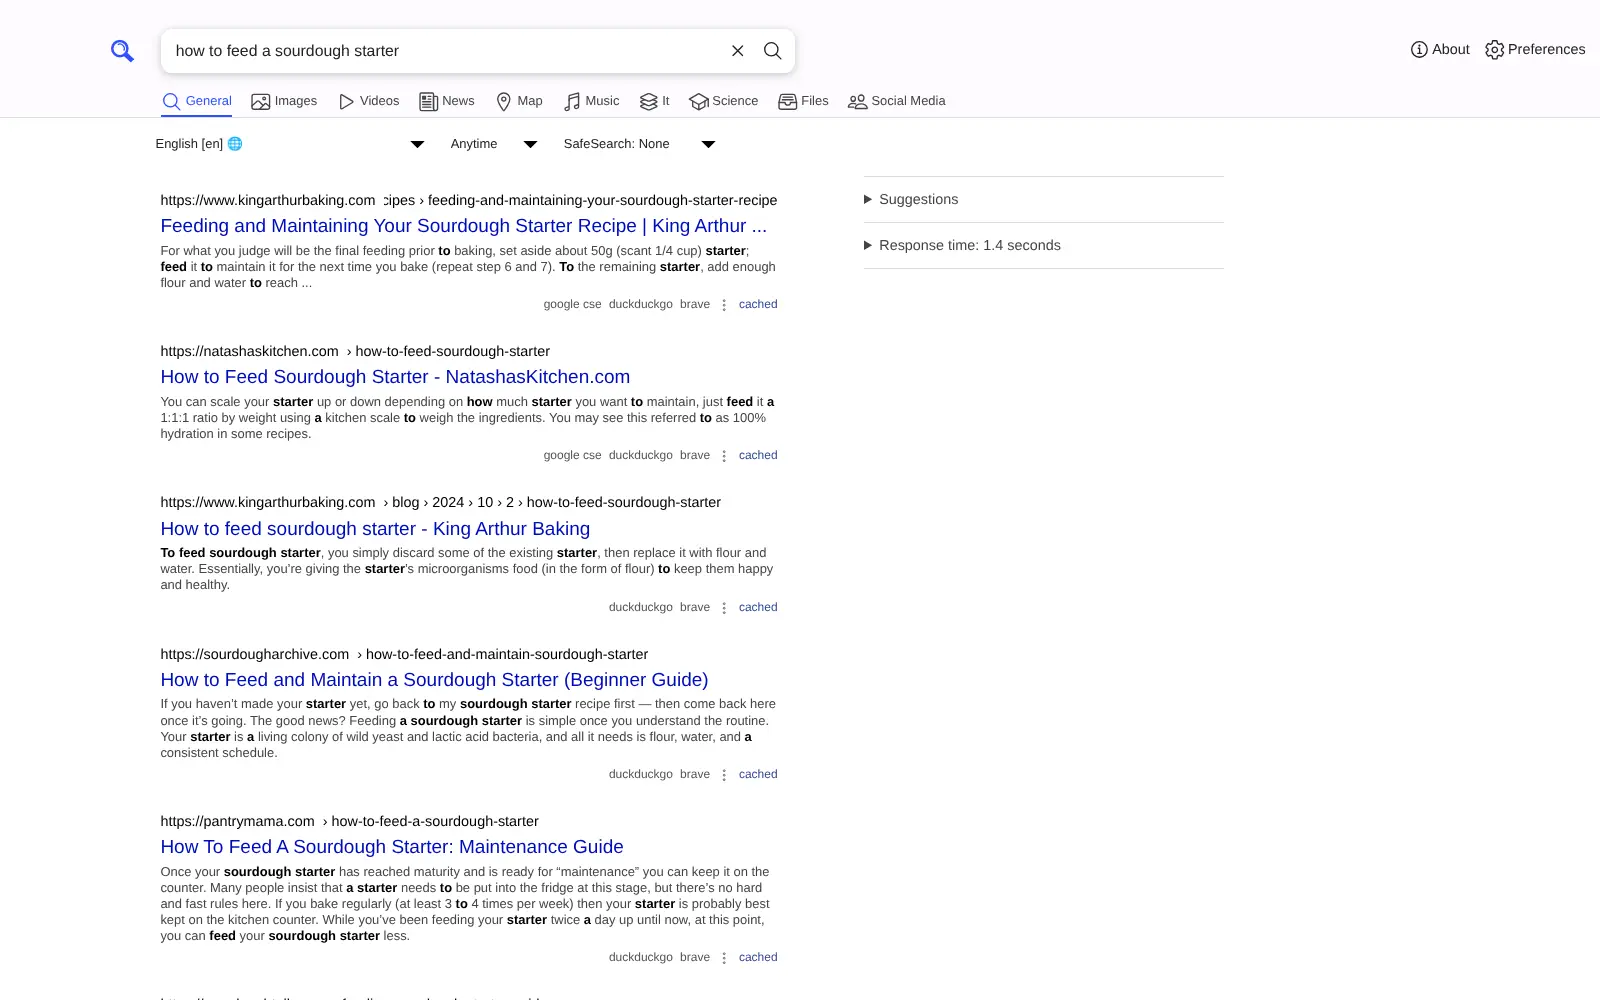 how to feed a sourdough starter
About
Preferences
General
Images
Videos
News
Map
Music
It
Science
Files
Social Media
English [en]
Anytime
SafeSearch: None
https://www.kingarthurbaking.com cipes › feeding-and-maintaining-your-sourdough-starter-recipe
Feeding and Maintaining Your Sourdough Starter Recipe | King Arthur ...
For what you judge will be the final feeding prior to baking, set aside about 50g (scant 1/4 cup) starter;
feed it to maintain it for the next time you bake (repeat step 6 and 7). To the remaining starter, add enough
flour and water to reach ...
google cse duckduckgo brave cached
https://natashaskitchen.com › how-to-feed-sourdough-starter
How to Feed Sourdough Starter - NatashasKitchen.com
You can scale your starter up or down depending on how much starter you want to maintain, just feed it a
1:1:1 ratio by weight using a kitchen scale to weigh the ingredients. You may see this referred to as 100%
hydration in some recipes.
google cse duckduckgo brave cached
https://www.kingarthurbaking.com › blog › 2024 › 10 › 2 › how-to-feed-sourdough-starter
How to feed sourdough starter - King Arthur Baking
To feed sourdough starter, you simply discard some of the existing starter, then replace it with flour and
water. Essentially, you’re giving the starter’s microorganisms food (in the form of flour) to keep them happy
and healthy.
duckduckgo brave cached
https://sourdougharchive.com › how-to-feed-and-maintain-sourdough-starter
How to Feed and Maintain a Sourdough Starter (Beginner Guide)
If you haven’t made your starter yet, go back to my sourdough starter recipe first — then come back here
once it’s going. The good news? Feeding a sourdough starter is simple once you understand the routine.
Your starter is a living colony of wild yeast and lactic acid bacteria, and all it needs is flour, water, and a
consistent schedule.
duckduckgo brave cached
https://pantrymama.com › how-to-feed-a-sourdough-starter
How To Feed A Sourdough Starter: Maintenance Guide
Once your sourdough starter has reached maturity and is ready for “maintenance” you can keep it on the
counter. Many people insist that a starter needs to be put into the fridge at this stage, but there’s no hard
and fast rules here. If you bake regularly (at least 3 to 4 times per week) then your starter is probably best
kept on the kitchen counter. While you’ve been feeding your starter twice a day up until now, at this point,
you can feed your sourdough starter less.
duckduckgo brave cached
Suggestions
Response time: 1.4 seconds